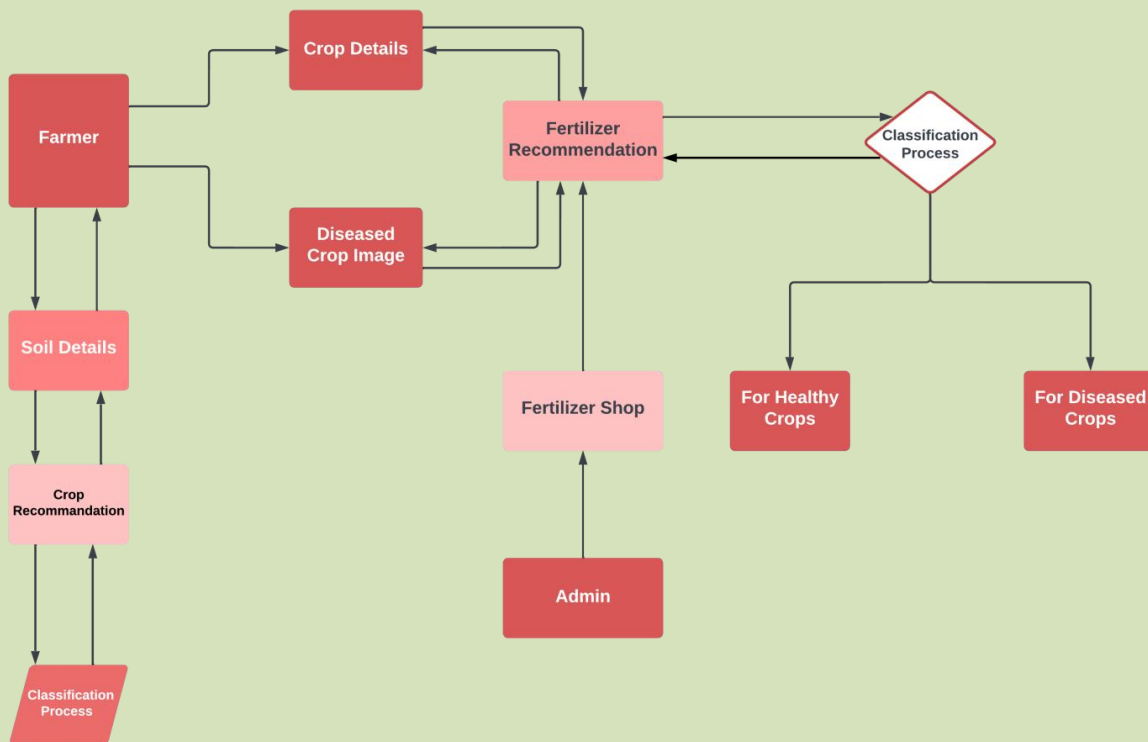 Crop Details
Farmer
Fertilizer
Recommendation
Classification
Process
Diseased
Crop Image
Soil Details
Fertilizer Shop
For Healthy
Crops
For Diseased
Crops
Crop
Recommandation
Admin
Classification
Process